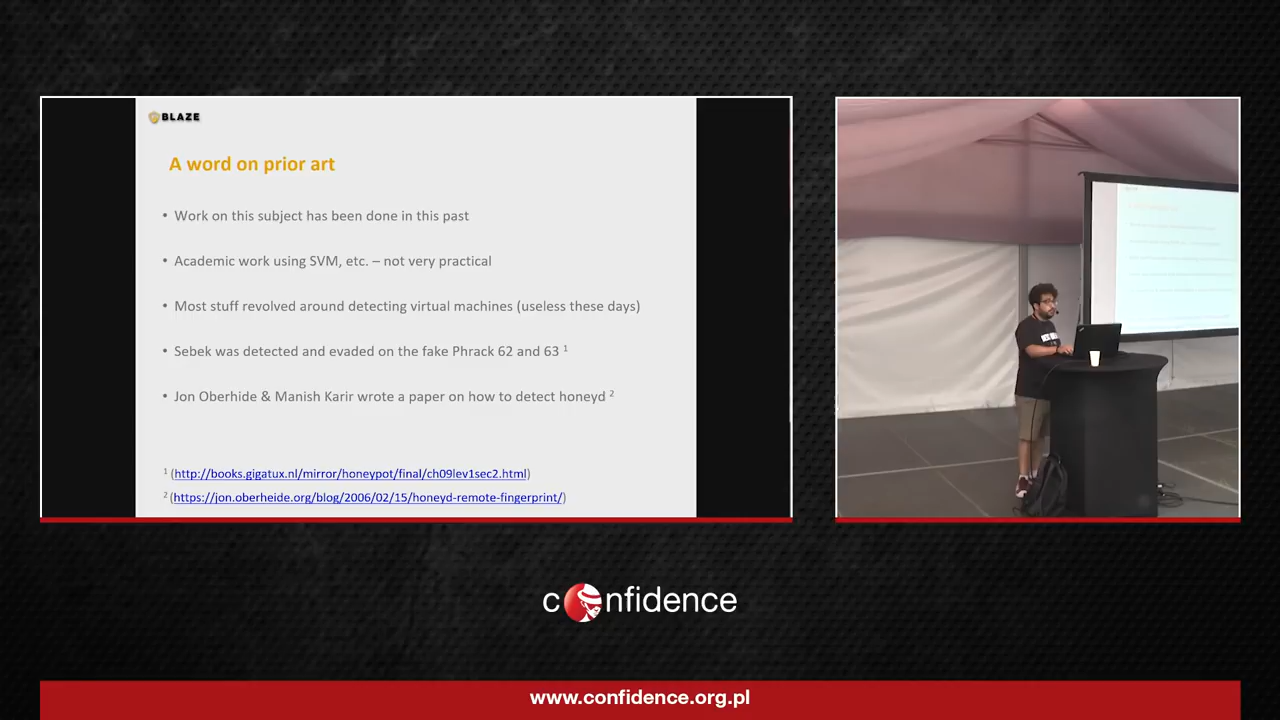 BLAZE
A word on prior art
• Work on this subject has been done in this past
• Academic work using SVM, etc. – not very practical
• Most stuff revolved around detecting virtual machines (useless these days)
• Sebek was detected and evaded on the fake Phrack 62 and 63 ¹
• Jon Oberhide & Manish Karir wrote a paper on how to detect honeyd ²
¹ (http://books.gigatux.nl/mirror/honeypot/final/ch09lev1sec2.html)
² (https://jon.oberheide.org/blog/2006/02/15/honeyd-remote-fingerprint/)
confidence
www.confidence.org.pl